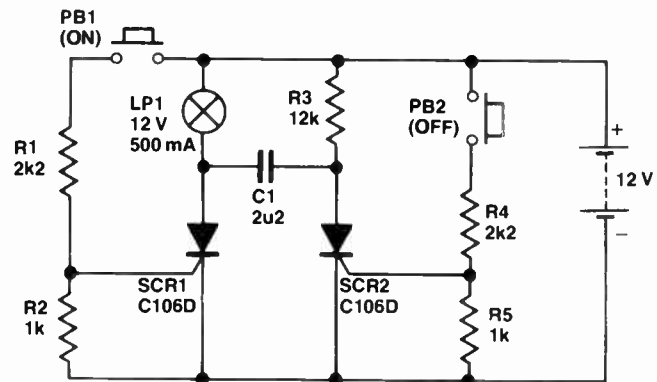 PB1
(ON)
LP1
12 V
500 mA
R3
12k
PB2
(OFF)
R1
2k2
C1
2u2
+
12 V
−
R4
2k2
SCR1
C106D
SCR2
C106D
R2
1k
R5
1k